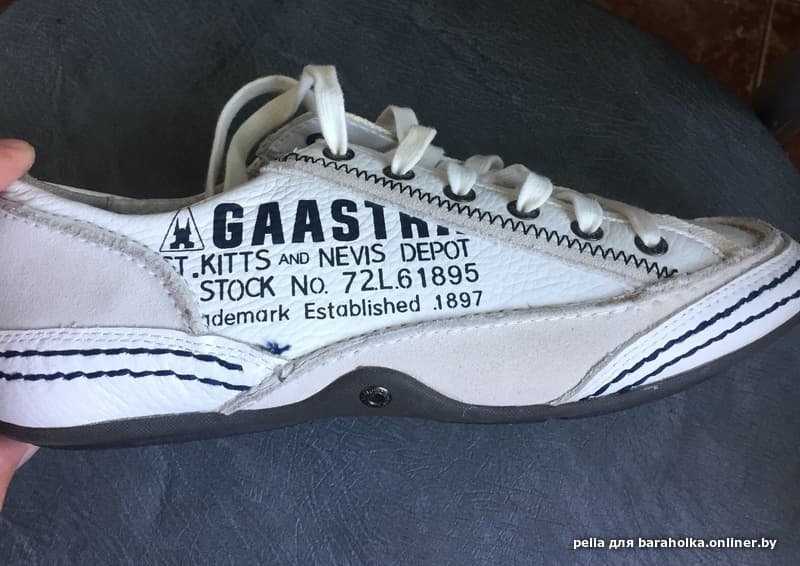 GAASTR
ST.KITTS AND NEVIS DEPOT
STOCK No. 72L.61895
ademark Established .1897
pella для baraholka.onliner.by